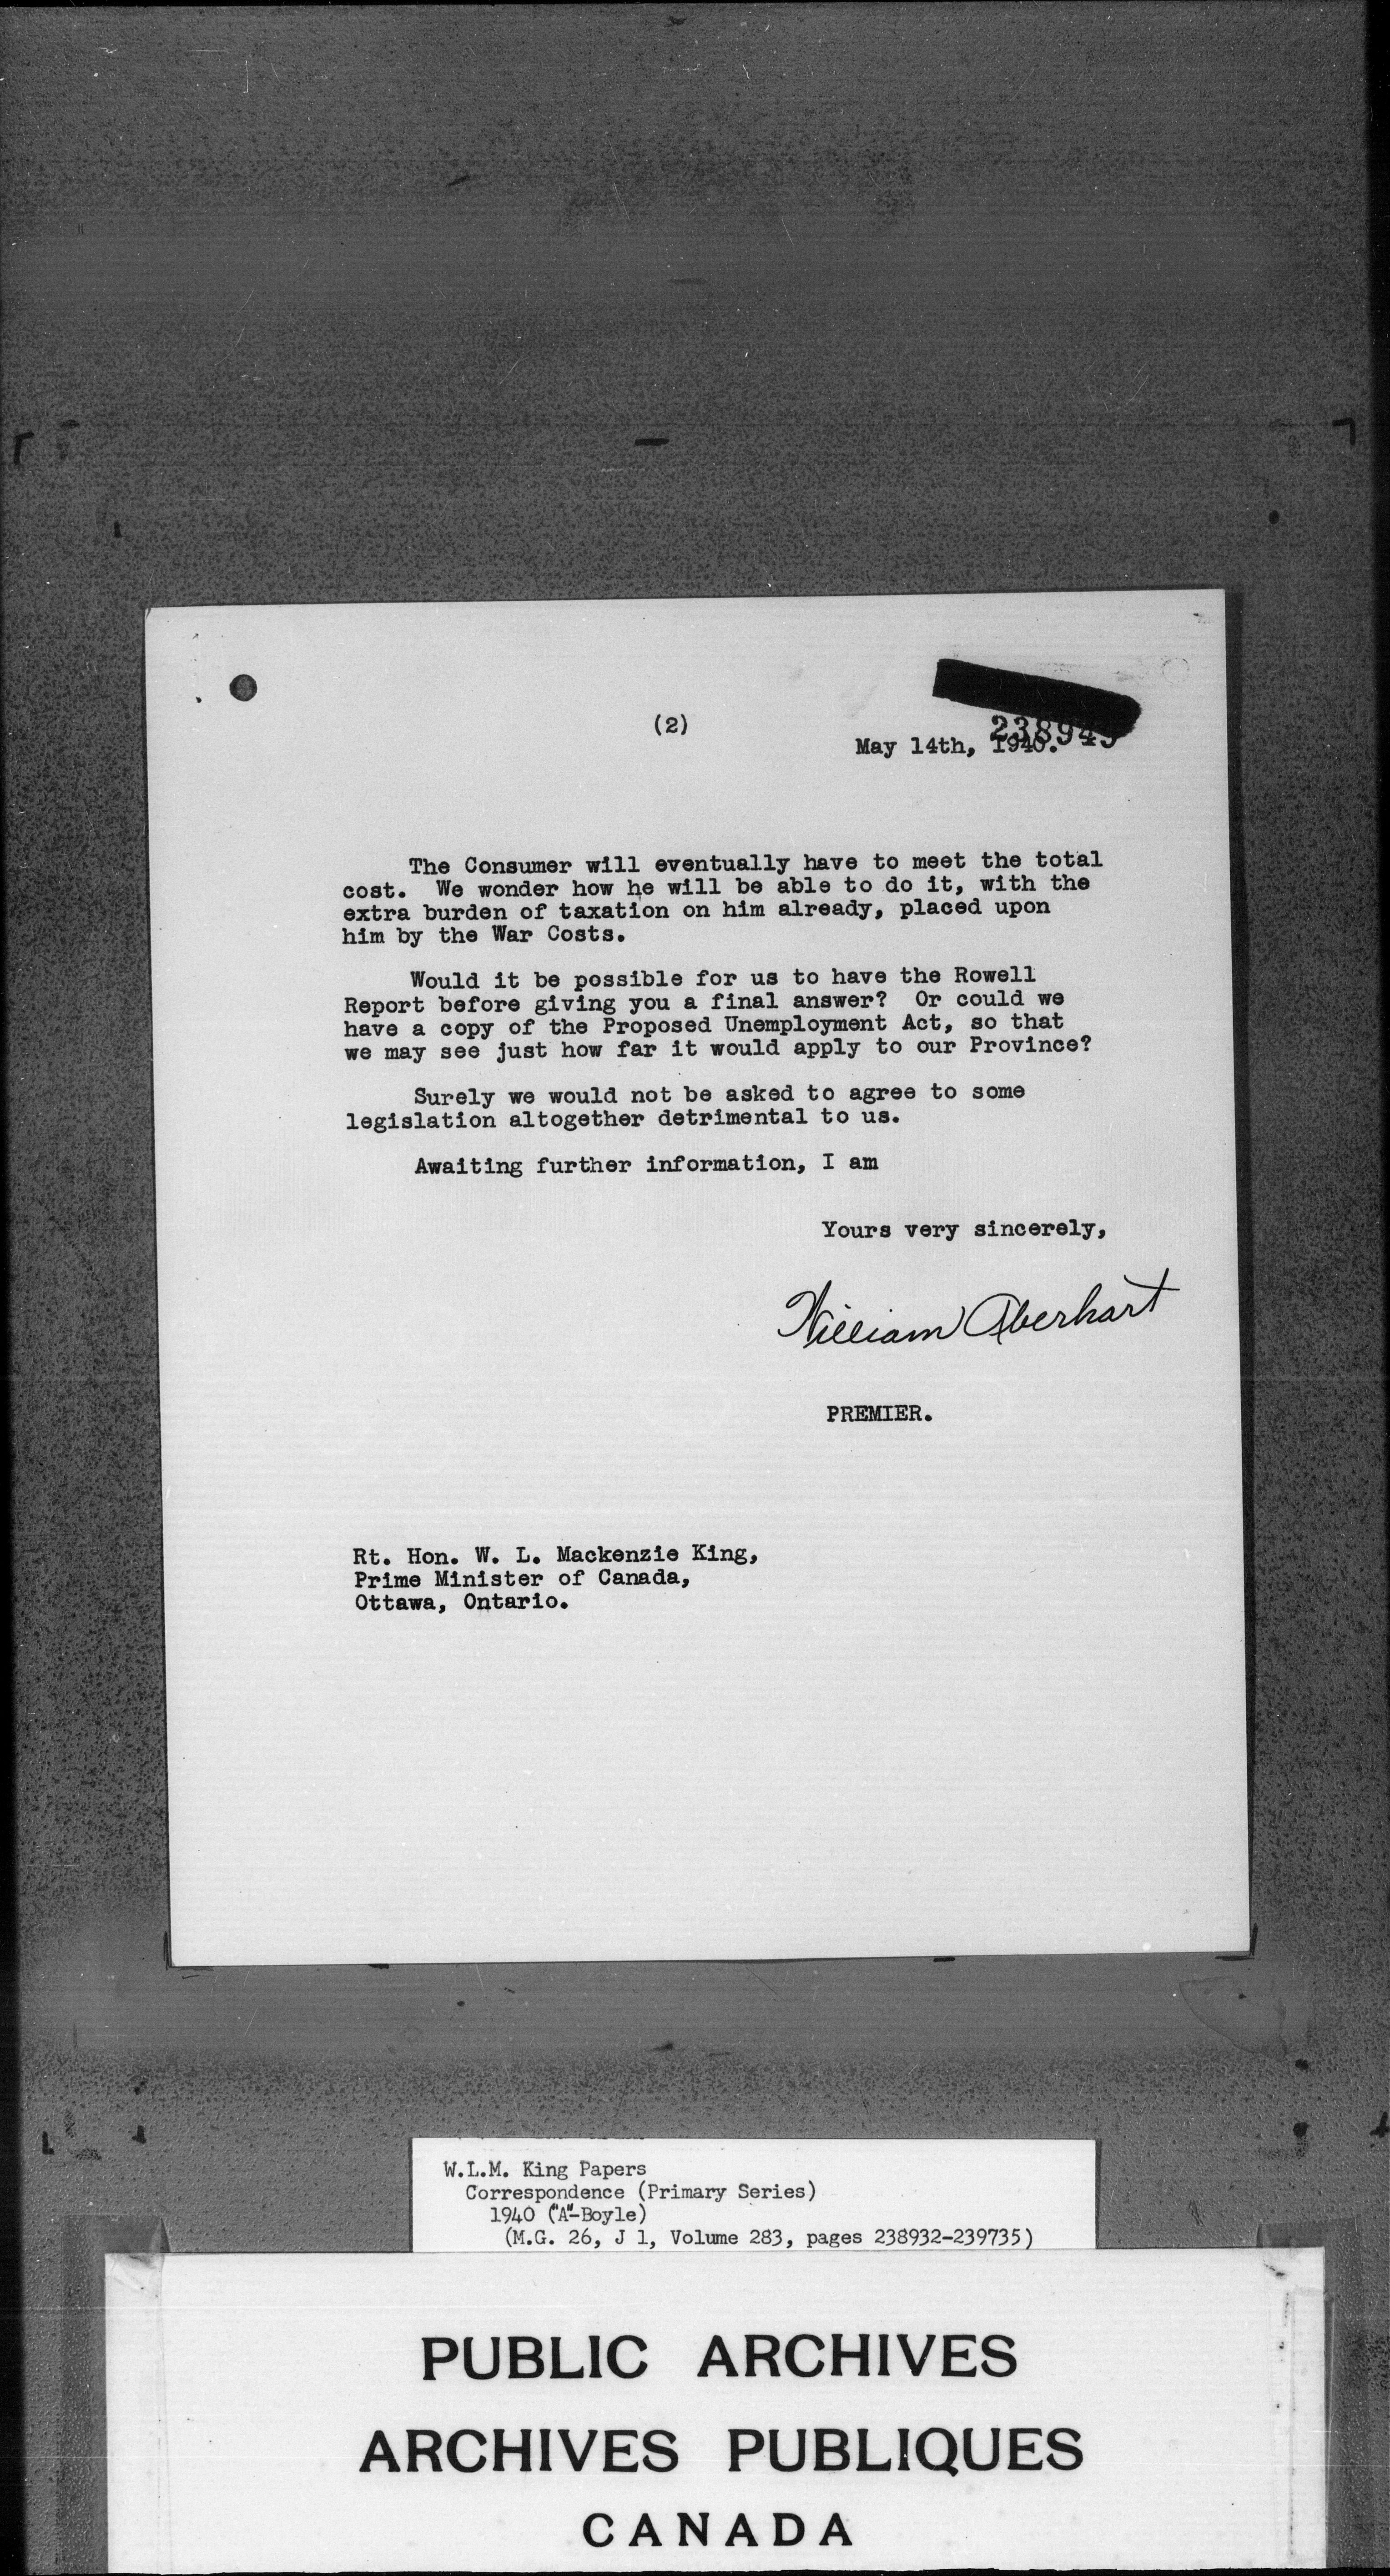 (2)
238945
May 14th, 1940.
The Consumer will eventually have to meet the total
cost. We wonder how he will be able to do it, with the
extra burden of taxation on him already, placed upon
him by the War Costs.
Would it be possible for us to have the Rowell
Report before giving you a final answer? Or could we
have a copy of the Proposed Unemployment Act, so that
we may see just how far it would apply to our Province?
Surely we would not be asked to agree to some
legislation altogether detrimental to us.
Awaiting further information, I am
Yours very sincerely,
William Aberhart
PREMIER.
Rt. Hon. W. L. Mackenzie King,
Prime Minister of Canada,
Ottawa, Ontario.
W.L.M. King Papers
Correspondence (Primary Series)
1940 ("A"-Boyle)
(M.G. 26, J 1, Volume 283, pages 238932-239735)
PUBLIC ARCHIVES
ARCHIVES PUBLIQUES
CANADA